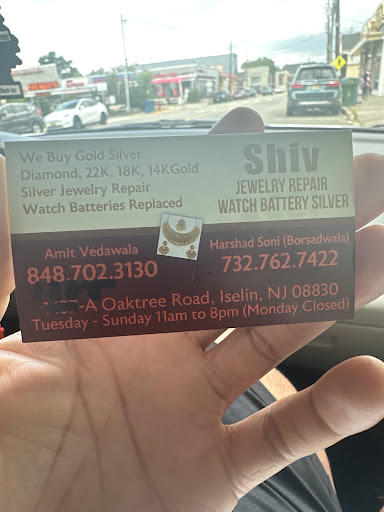 We Buy Gold Silver
Diamond, 22K, 18K, 14KGold
Silver Jewelry Repair
Watch Batteries Replaced
Shiv
JEWELRY REPAIR
WATCH BATTERY SILVER
Amit Vedawala
848.702.3130
Harshad Soni (Borsadwala)
732.762.7422
-A Oaktree Road, Iselin, NJ 08830
Tuesday - Sunday 11am to 8pm (Monday Closed)